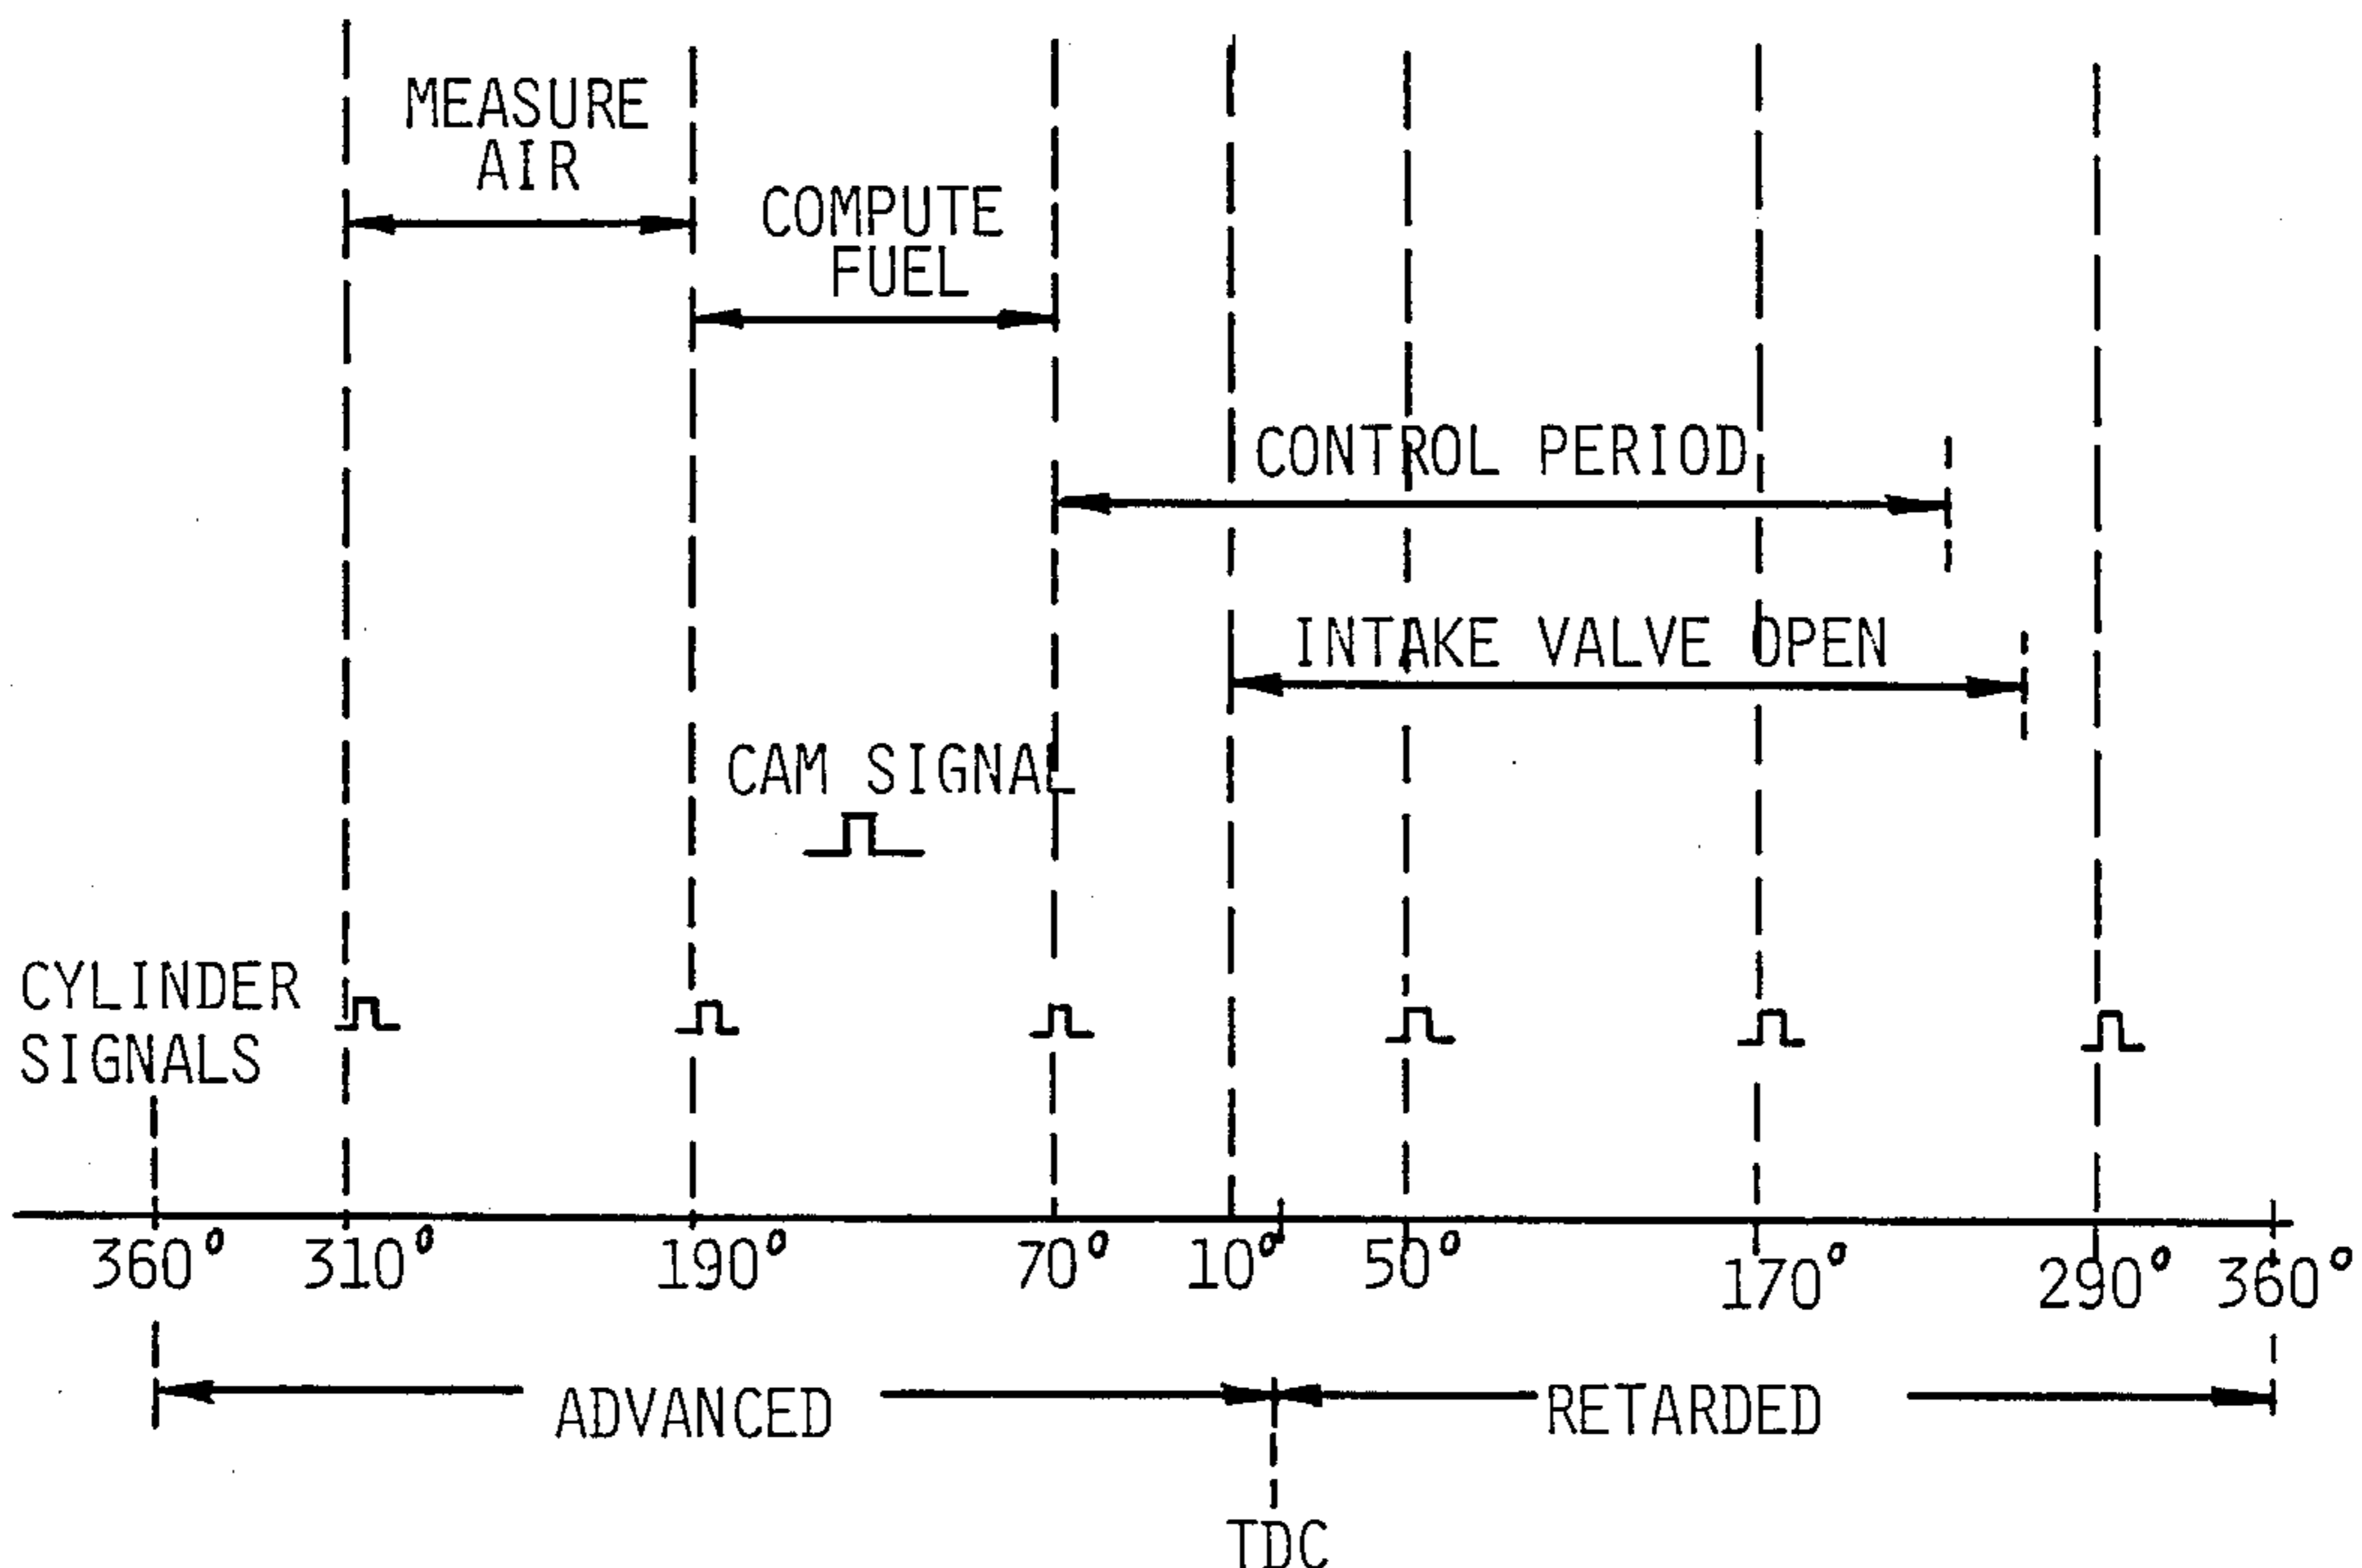 MEASURE
AIR
COMPUTE
FUEL
CONTROL PERIOD
INTAKE VALVE OPEN
CAM SIGNAL
CYLINDER
SIGNALS
360° 310° 190° 70° 10° 50° 170° 290° 360°
ADVANCED RETARDED
TDC